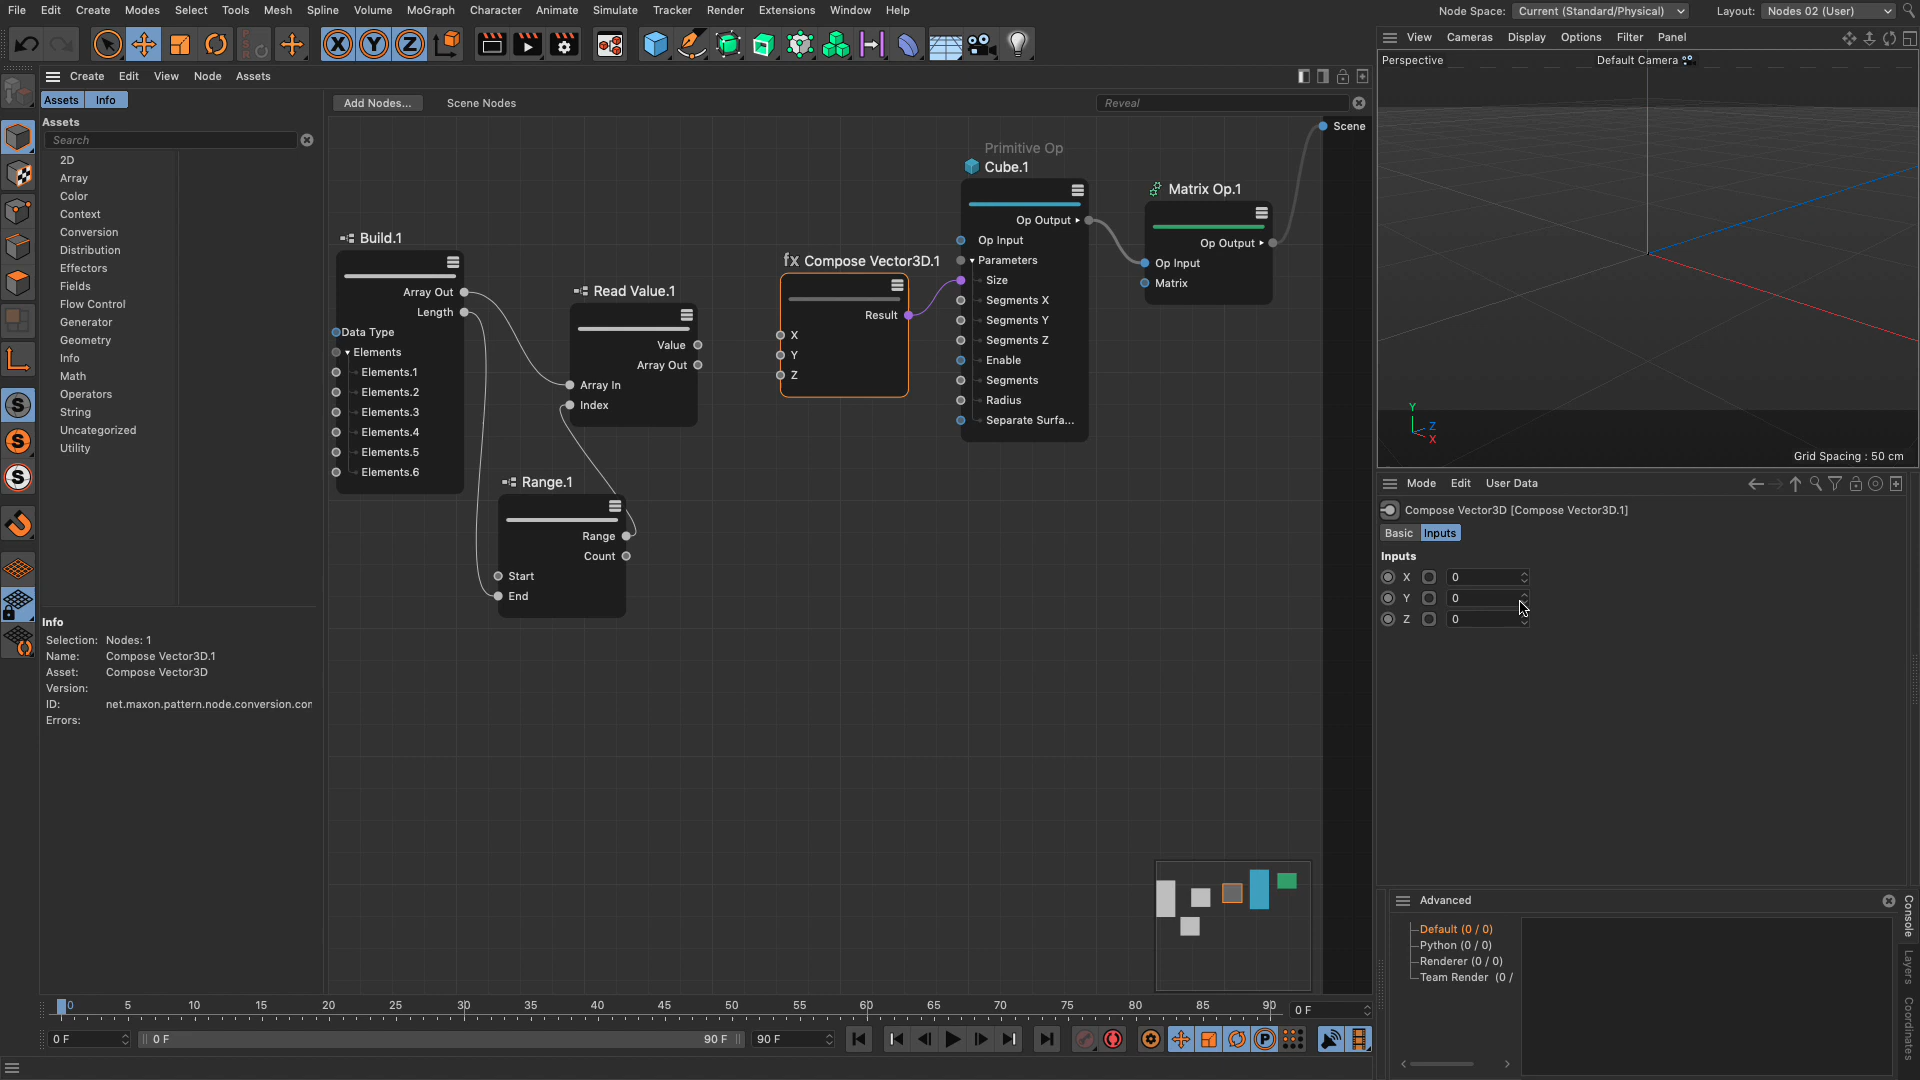 File Edit Create Modes Select Tools Mesh Spline Volume MoGraph Character Animate Simulate Tracker Render Extensions Window Help
Node Space: Current (Standard/Physical) Layout: Nodes 02 (User)
X Y Z
Create Edit View Node Assets
Assets Info
Assets
Search
2D
Array
Color
Context
Conversion
Distribution
Effectors
Fields
Flow Control
Generator
Geometry
Info
Math
Operators
String
Uncategorized
Utility
Info
Selection: Nodes: 1
Name: Compose Vector3D.1
Asset: Compose Vector3D
Version:
ID: net.maxon.pattern.node.conversion.cor
Errors:
Add Nodes... Scene Nodes Reveal
Scene
Build.1
Array Out
Length
Data Type
Elements
Elements.1
Elements.2
Elements.3
Elements.4
Elements.5
Elements.6
Read Value.1
Value
Array Out
Array In
Index
Range.1
Range
Count
Start
End
fx Compose Vector3D.1
Result
X
Y
Z
Primitive Op
Cube.1
Op Output
Op Input
Parameters
Size
Segments X
Segments Y
Segments Z
Enable
Segments
Radius
Separate Surfa...
Matrix Op.1
Op Output
Op Input
Matrix
View Cameras Display Options Filter Panel
Perspective Default Camera
Y
Z
X
Grid Spacing : 50 cm
Mode Edit User Data
Compose Vector3D [Compose Vector3D.1]
Basic Inputs
Inputs
X 0
Y 0
Z 0
Advanced
Default (0 / 0)
Python (0 / 0)
Renderer (0 / 0)
Team Render (0 /
Console
Layers
Coordinates
0 5 10 15 20 25 30 35 40 45 50 55 60 65 70 75 80 85 90 0 F
0 F 0 F 90 F 90 F
P